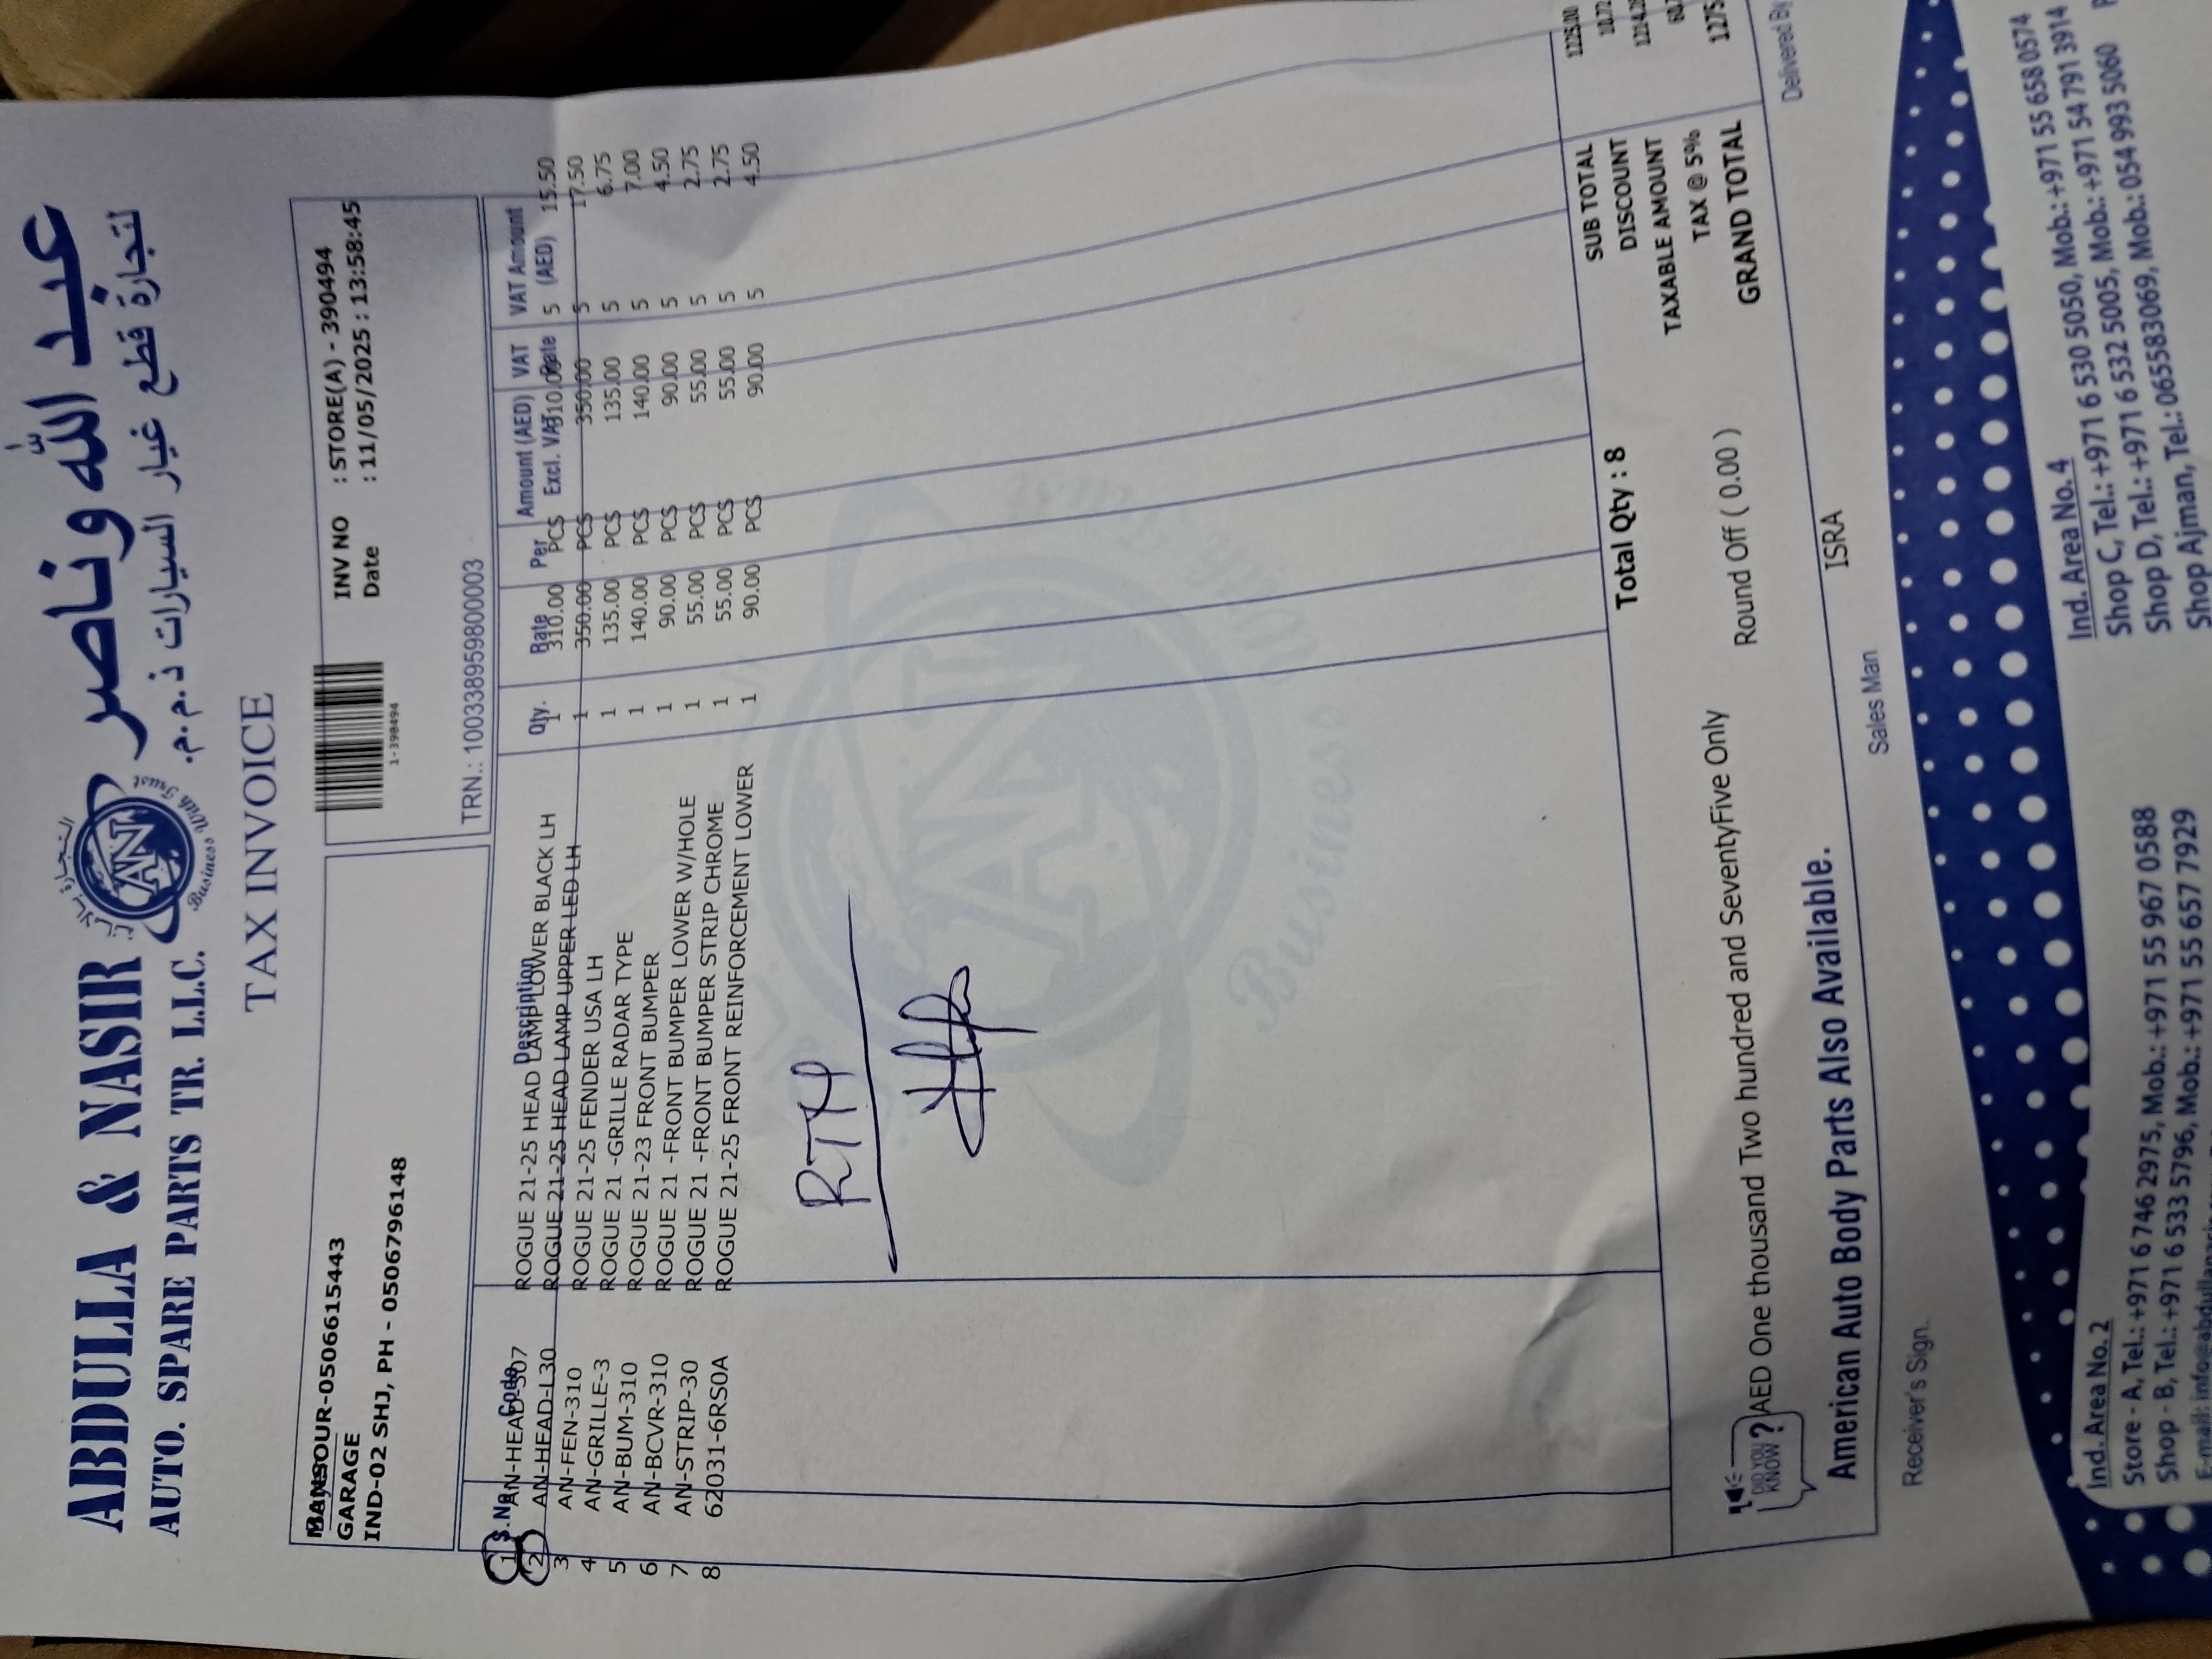 ABDULLA & NASIR
AUTO. SPARE PARTS TR. L.L.C.
عبد الله وناصر
لتجارة قطع غيار السيارات ذ.م.م.
AN
Business With Trust
TAX INVOICE
MANSOUR-0506615443
GARAGE
IND-02 SHJ, PH - 0506796148
1-390494
INV NO : STORE(A) - 390494
Date : 11/05/2025 : 13:58:45
TRN.: 100338959800003
S.No. Code Description Qty. Rate Per Amount (AED) Excl. VAT VAT Rate VAT Amount (AED)
1 AN-HEAD-307 ROGUE 21-25 HEAD LAMP LOWER BLACK LH 1 310.00 PCS 310.00 5 15.50
2 AN-HEAD-L30 ROGUE 21-25 HEAD LAMP UPPER LED LH 1 350.00 PCS 350.00 5 17.50
3 AN-FEN-310 ROGUE 21-25 FENDER USA LH 1 135.00 PCS 135.00 5 6.75
4 AN-GRILLE-3 ROGUE 21 -GRILLE RADAR TYPE 1 140.00 PCS 140.00 5 7.00
5 AN-BUM-310 ROGUE 21-23 FRONT BUMPER 1 90.00 PCS 90.00 5 4.50
6 AN-BCVR-310 ROGUE 21 -FRONT BUMPER LOWER W/HOLE 1 55.00 PCS 55.00 5 2.75
7 AN-STRIP-30 ROGUE 21 -FRONT BUMPER STRIP CHROME 1 55.00 PCS 55.00 5 2.75
8 62031-6RS0A ROGUE 21-25 FRONT REINFORCEMENT LOWER 1 90.00 PCS 90.00 5 4.50
Total Qty : 8
SUB TOTAL 1225.00
DISCOUNT
TAXABLE AMOUNT
TAX @ 5%
GRAND TOTAL 1275
DID YOU KNOW ?
AED One thousand Two hundred and SeventyFive Only
Round Off ( 0.00 )
American Auto Body Parts Also Available.
ISRA
Receiver's Sign.
Sales Man
Delivered By
Ind. Area No. 2
Store - A, Tel.: +971 6 746 2975, Mob.: +971 55 967 0588
Shop - B, Tel.: +971 6 533 5796, Mob.: +971 55 657 7929
Ind. Area No. 4
Shop C, Tel.: +971 6 530 5050, Mob.: +971 55 658 0574
Shop D, Tel.: +971 6 532 5005, Mob.: +971 54 791 3914
Shop Ajman, Tel.: 065583069, Mob.: 054 993 5060